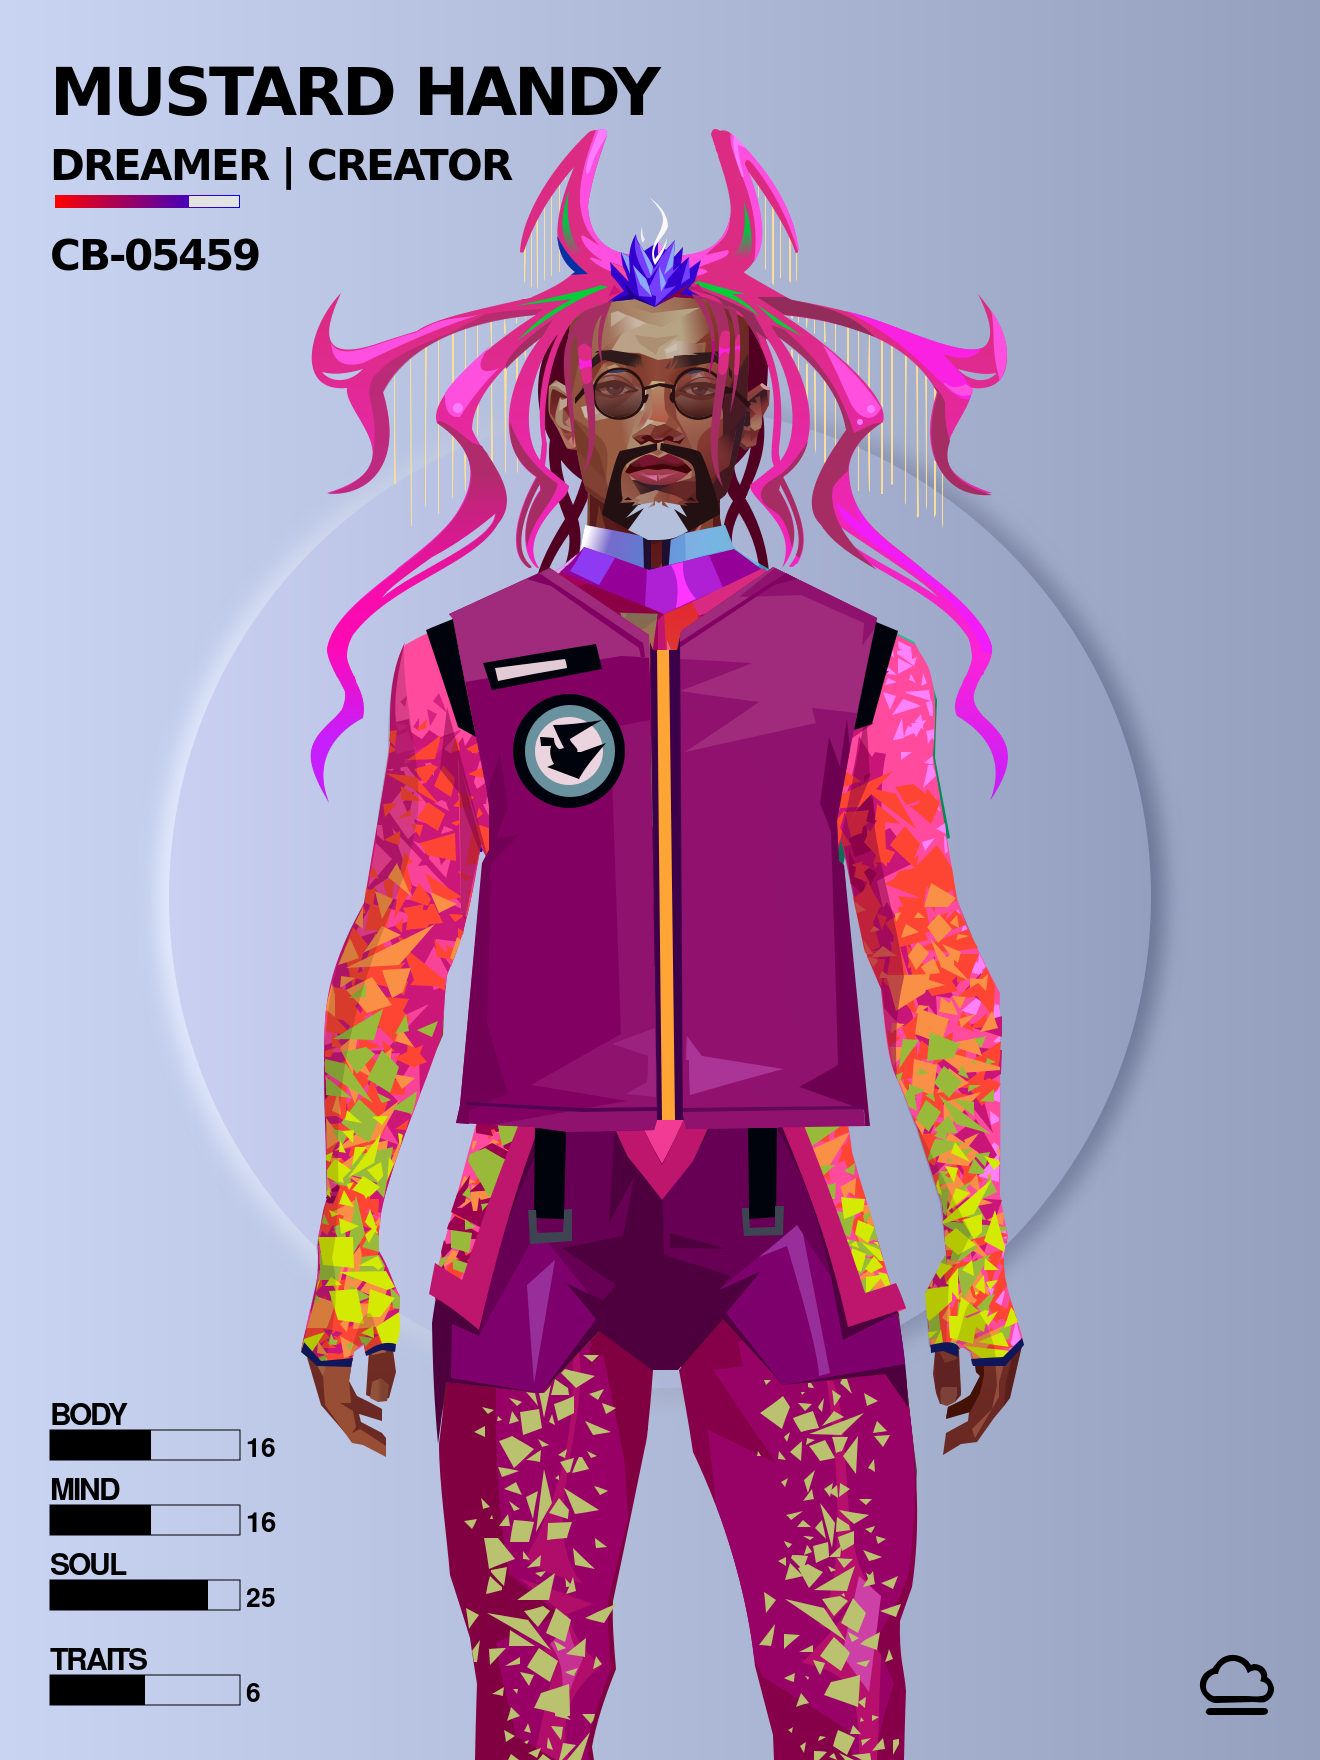 MUSTARD HANDY
DREAMER | CREATOR
CB-05459
BODY
16
MIND
16
SOUL
25
TRAITS
6